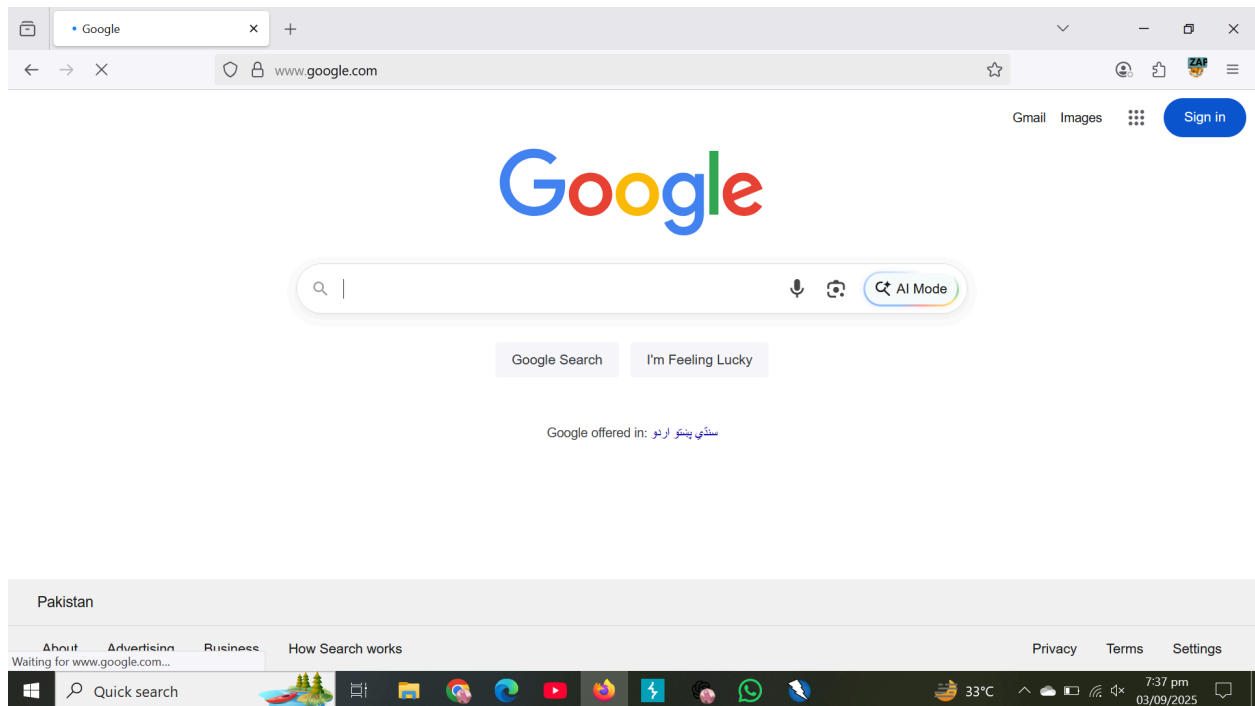 Google
www.google.com
ZAP
Gmail Images Sign in
Google
AI Mode
Google Search I'm Feeling Lucky
Google offered in: اردو پښتو سنڌي
Pakistan
About Advertising Business How Search works Privacy Terms Settings
Waiting for www.google.com...
Quick search 33°C 7:37 pm
03/09/2025